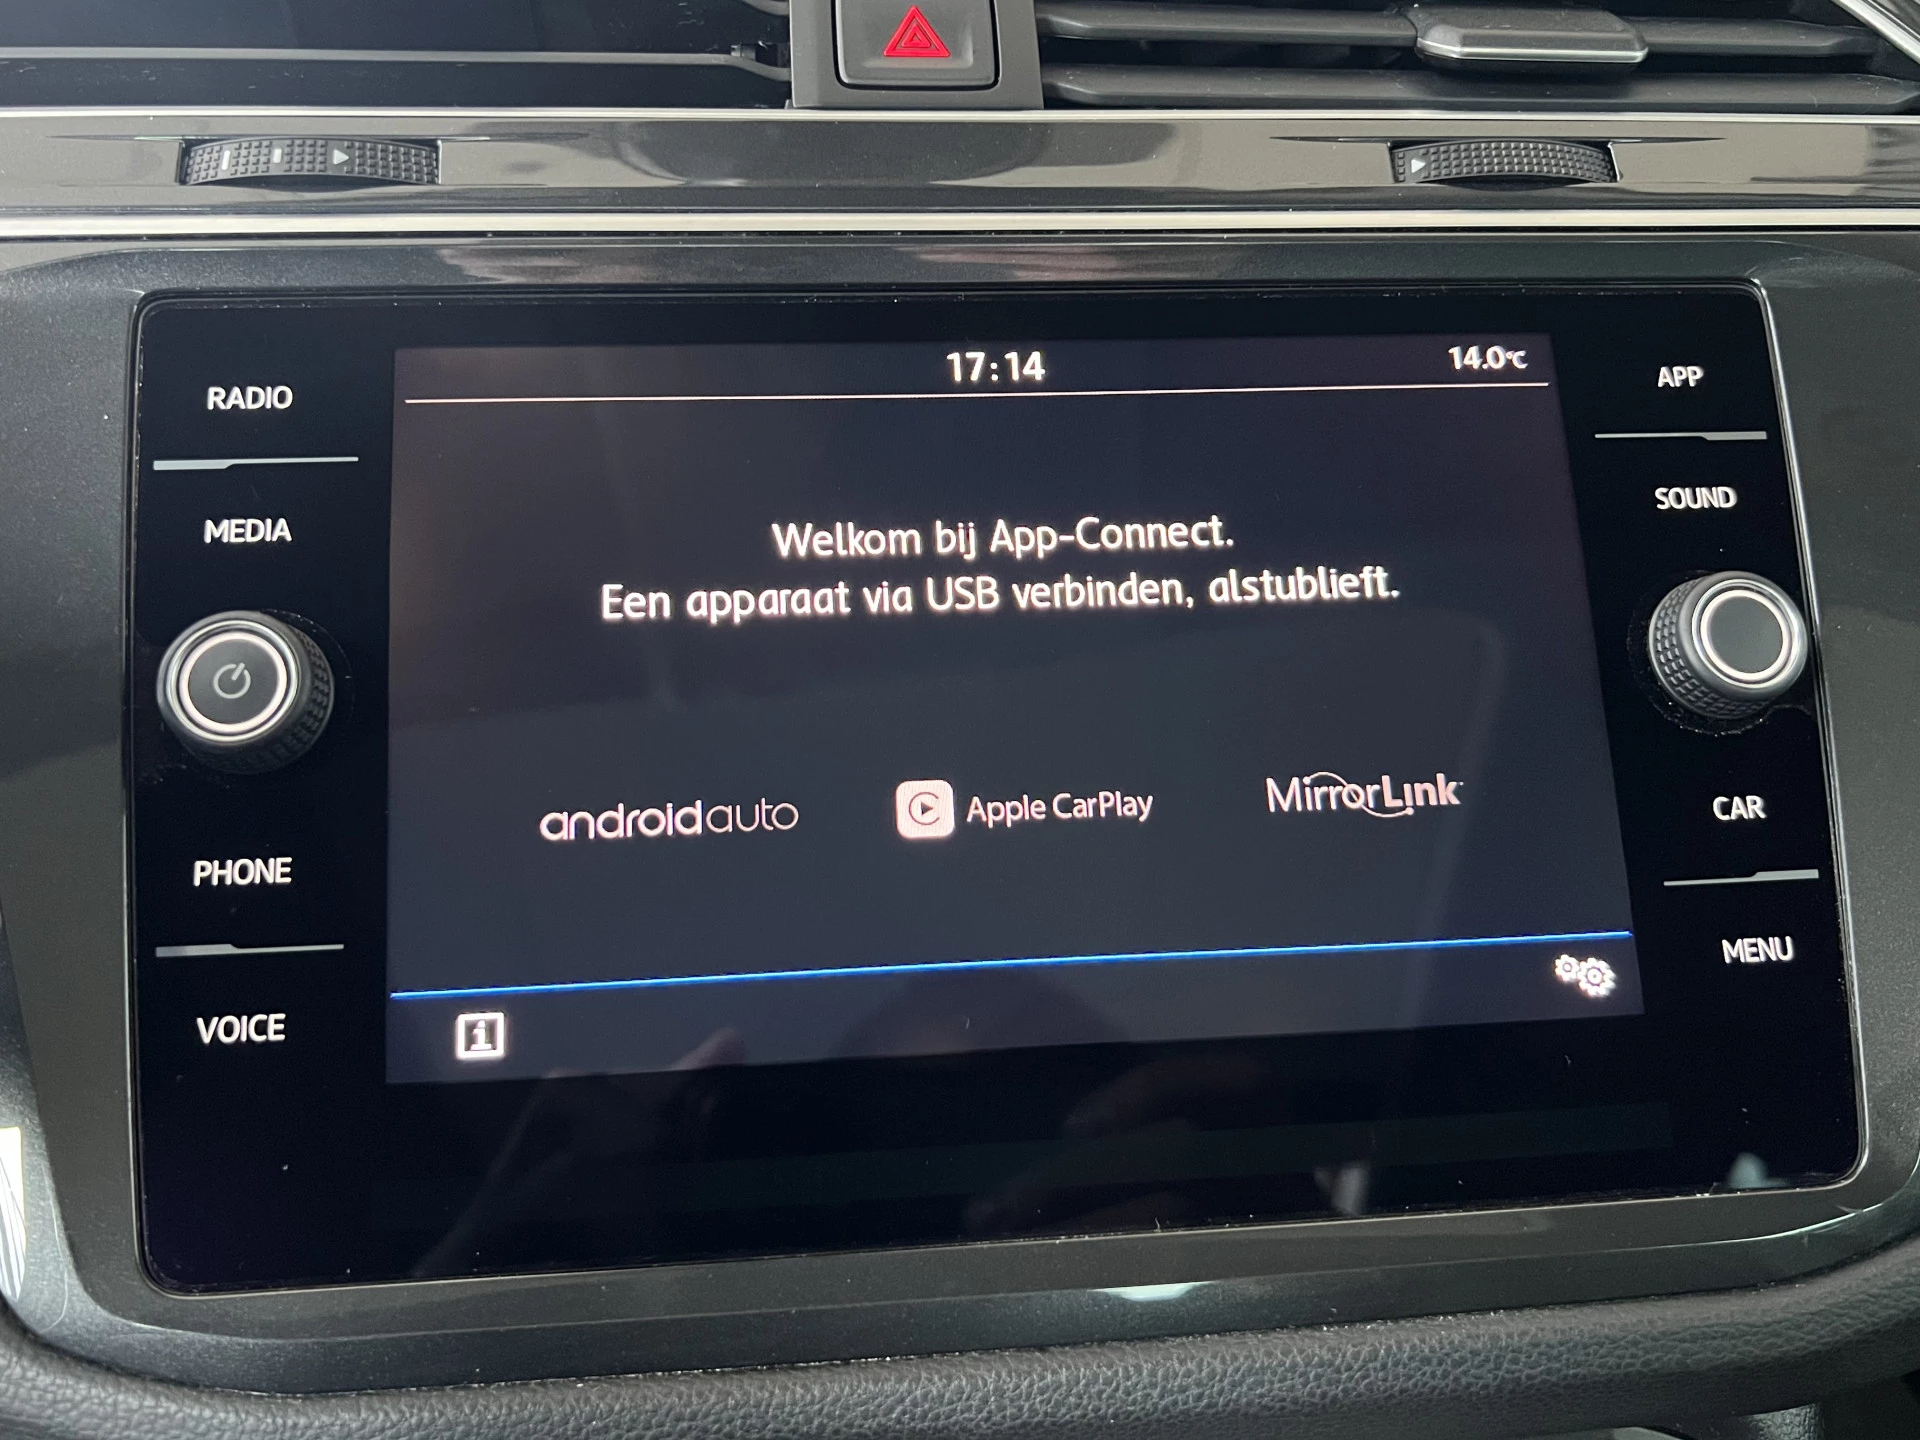 17:14
14.0°C
RADIO
MEDIA
PHONE
VOICE
Welkom bij App-Connect.
Een apparaat via USB verbinden, alstublieft.
androidauto
Apple CarPlay
MirrorLink
i
APP
SOUND
CAR
MENU